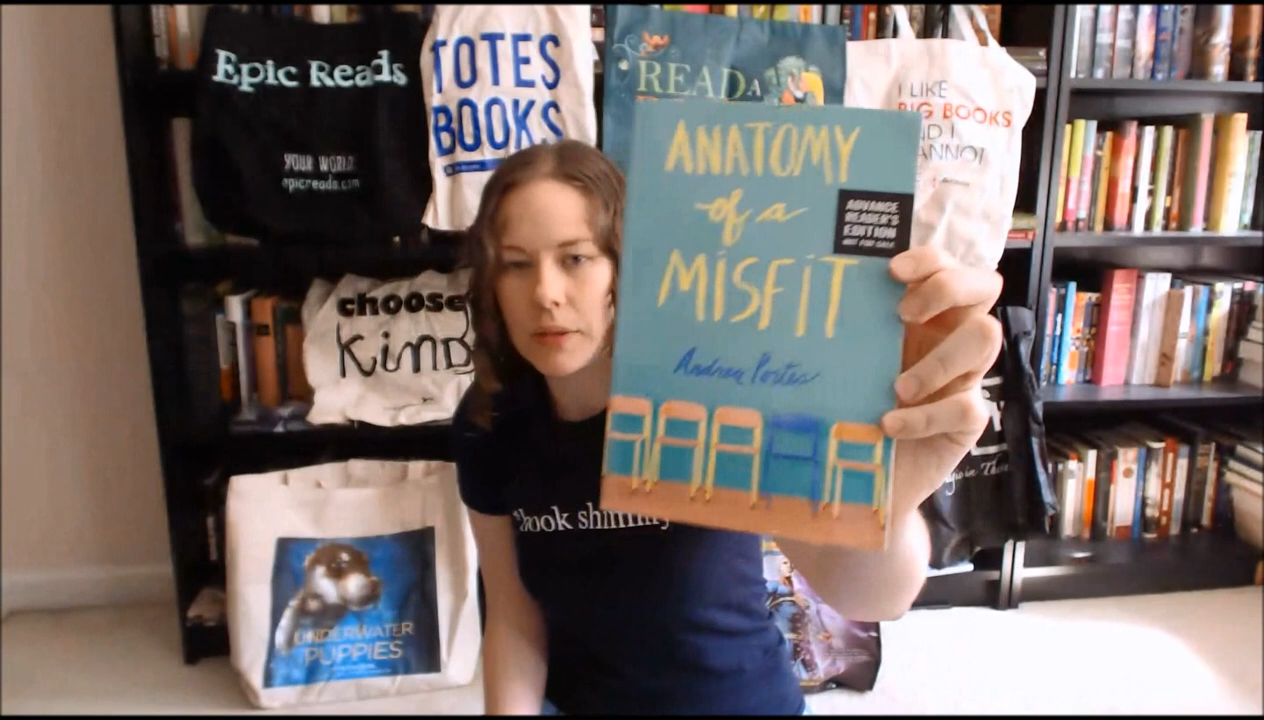 Epic Reads
YOUR WORLD.
epicreads.com
TOTES
BOOKS
READ A
I LIKE
BIG BOOKS
AND I
CANNOT
ANATOMY
of a
MiSFiT
ADVANCE
READER'S
EDITION
NOT FOR SALE
Andrea Portes
choose
KinD
*book shimmy
UNDERWATER
PUPPIES